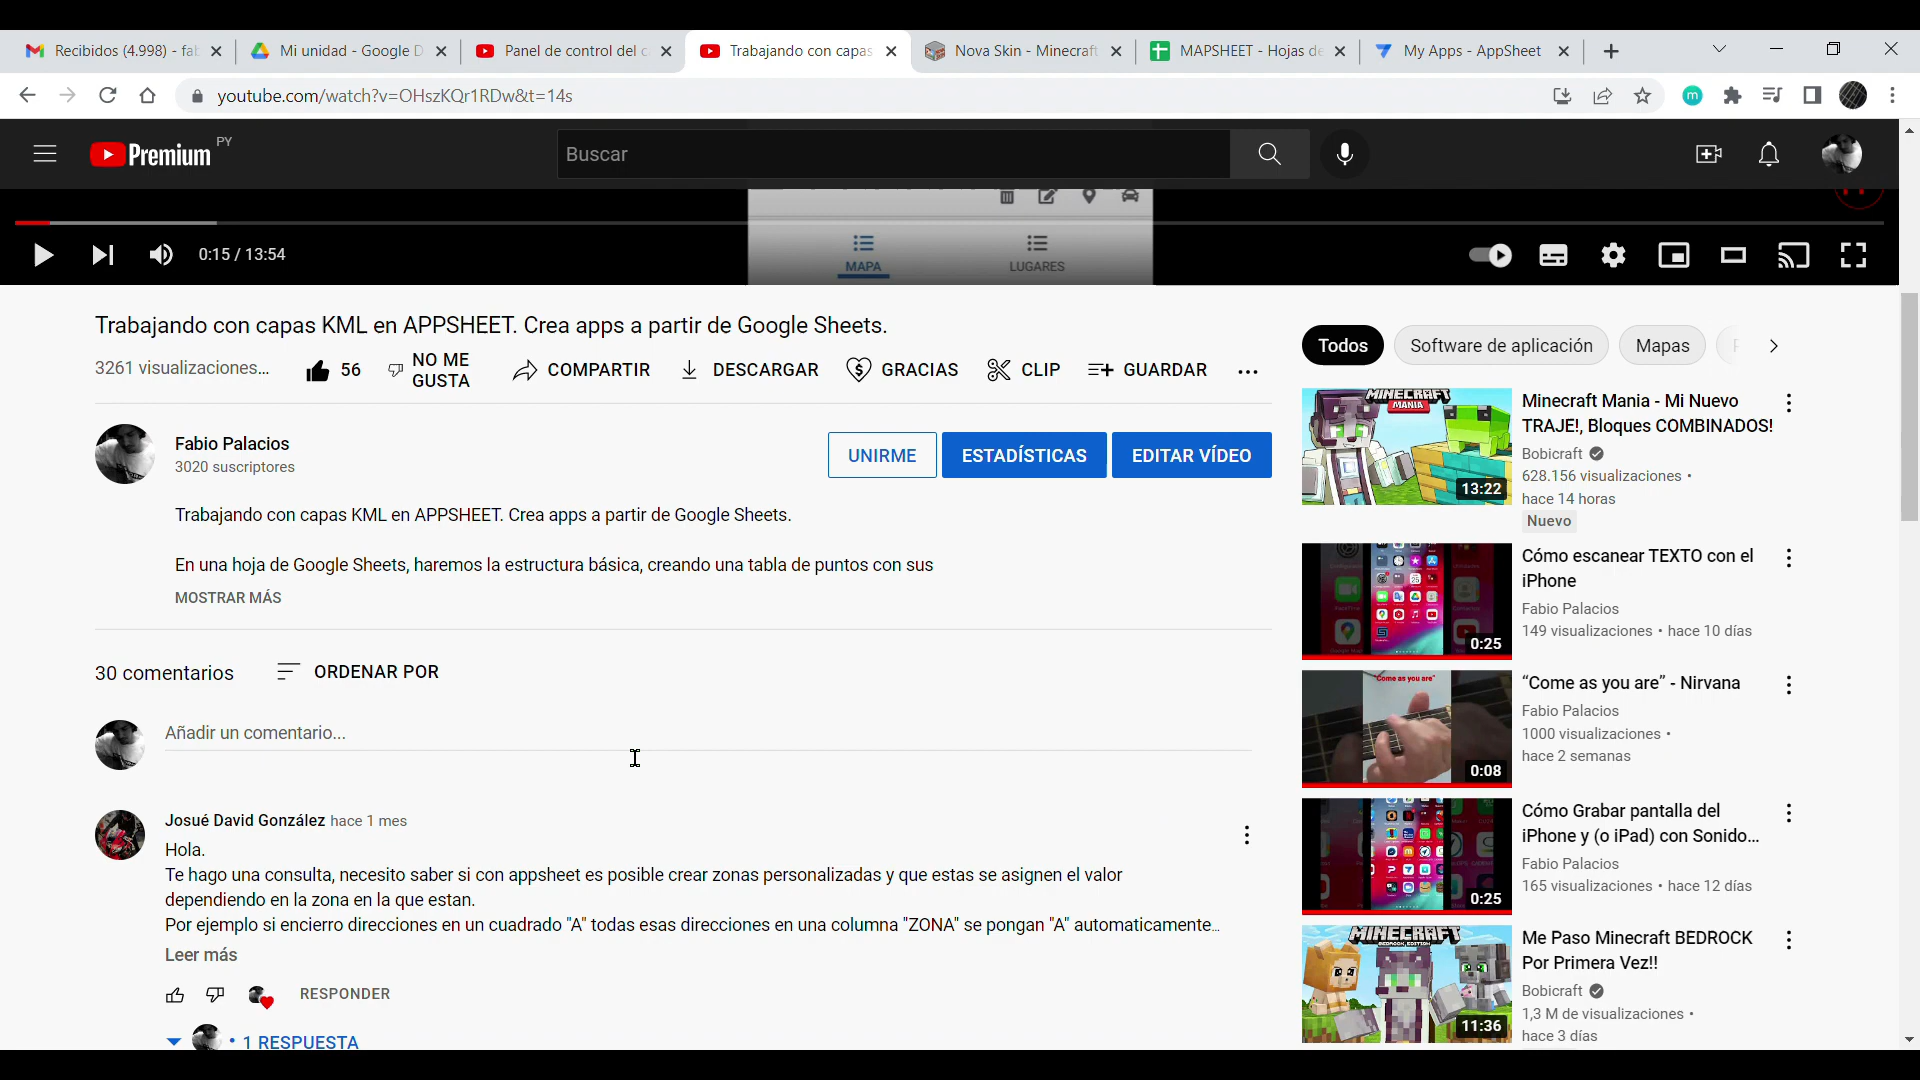 Recibidos (4.998) - fab
Mi unidad - Google D
Panel de control del c
Trabajando con capas
Nova Skin - Minecraft
MAPSHEET - Hojas de
My Apps - AppSheet
youtube.com/watch?v=OHszKQr1RDw&t=14s
Premium PY
Buscar
MAPA
LUGARES
0:15 / 13:54
Trabajando con capas KML en APPSHEET. Crea apps a partir de Google Sheets.
3261 visualizaciones...
56
NO ME
GUSTA
COMPARTIR
DESCARGAR
GRACIAS
CLIP
GUARDAR
Fabio Palacios
3020 suscriptores
UNIRME
ESTADÍSTICAS
EDITAR VÍDEO
Trabajando con capas KML en APPSHEET. Crea apps a partir de Google Sheets.
En una hoja de Google Sheets, haremos la estructura básica, creando una tabla de puntos con sus
MOSTRAR MÁS
30 comentarios
ORDENAR POR
Añadir un comentario...
Josué David González hace 1 mes
Hola.
Te hago una consulta, necesito saber si con appsheet es posible crear zonas personalizadas y que estas se asignen el valor
dependiendo en la zona en la que estan.
Por ejemplo si encierro direcciones en un cuadrado "A" todas esas direcciones en una columna "ZONA" se pongan "A" automaticamente...
Leer más
RESPONDER
• 1 RESPUESTA
Todos
Software de aplicación
Mapas
MINECRAFT
MANIA
13:22
Minecraft Mania - Mi Nuevo
TRAJE!, Bloques COMBINADOS!
Bobicraft
628.156 visualizaciones •
hace 14 horas
Nuevo
0:25
Cómo escanear TEXTO con el
iPhone
Fabio Palacios
149 visualizaciones • hace 10 días
"Come as you are"
0:08
“Come as you are” - Nirvana
Fabio Palacios
1000 visualizaciones •
hace 2 semanas
0:25
Cómo Grabar pantalla del
iPhone y (o iPad) con Sonido...
Fabio Palacios
165 visualizaciones • hace 12 días
MINECRAFT
BEDROCK EDITION
11:36
Me Paso Minecraft BEDROCK
Por Primera Vez!!
Bobicraft
1,3 M de visualizaciones •
hace 3 días